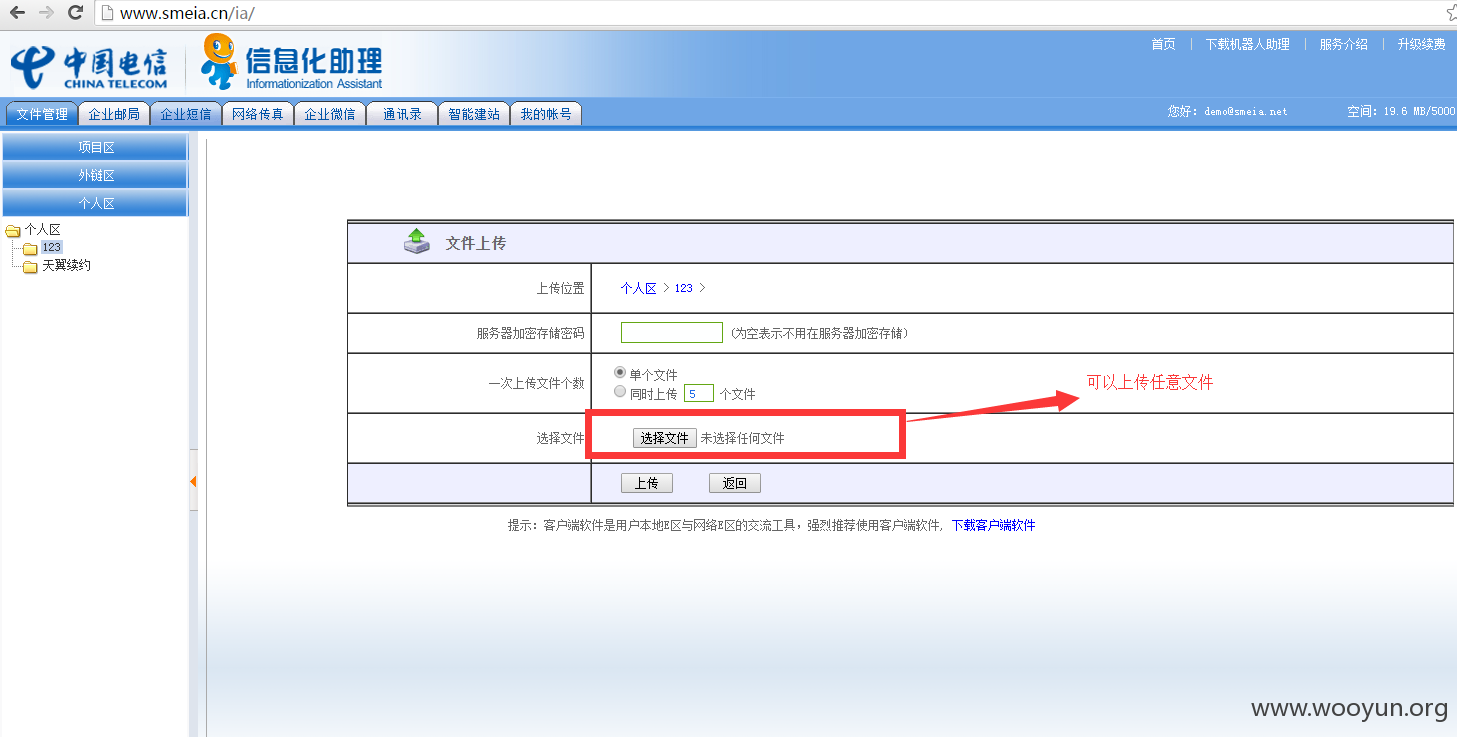 www.smeia.cn/ia/
中国电信
CHINA TELECOM
信息化助理
Informationization Assistant
首页 | 下载机器人助理 | 服务介绍 | 升级续费
文件管理 企业邮局 企业短信 网络传真 企业微信 通讯录 智能建站 我的帐号
您好: demo@smeia.net 空间: 19.6 MB/5000
项目区
外链区
个人区
个人区
123
天翼续约
文件上传
上传位置 个人区 > 123 >
服务器加密存储密码 (为空表示不用在服务器加密存储)
一次上传文件个数 单个文件
同时上传 5 个文件
可以上传任意文件
选择文件 选择文件 未选择任何文件
上传 返回
提示: 客户端软件是用户本地E区与网络E区的交流工具, 强烈推荐使用客户端软件, 下载客户端软件
www.wooyun.org